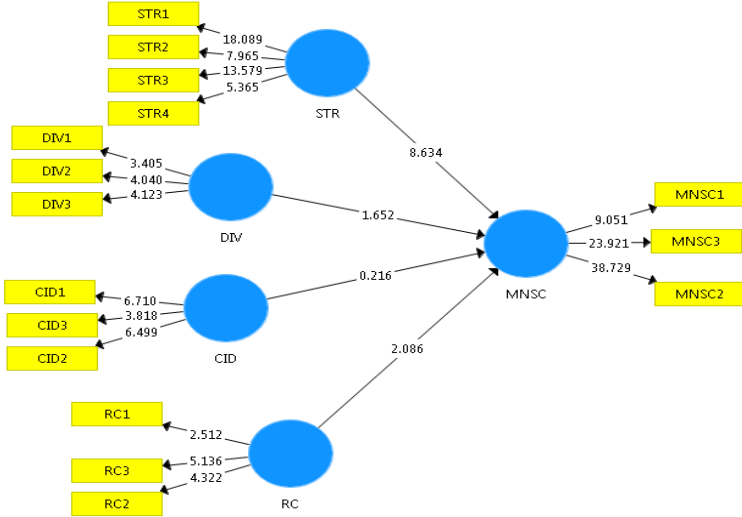 STR1
STR2
STR3
STR4
18.089
7.965
13.579
5.365
STR
8.634
DIV1
DIV2
DIV3
3.405
4.040
4.123
DIV
1.652
CID1
CID3
CID2
6.710
3.818
6.499
CID
0.216
RC1
RC3
RC2
2.512
5.136
4.322
RC
2.086
MNSC
9.051
23.921
38.729
MNSC1
MNSC3
MNSC2